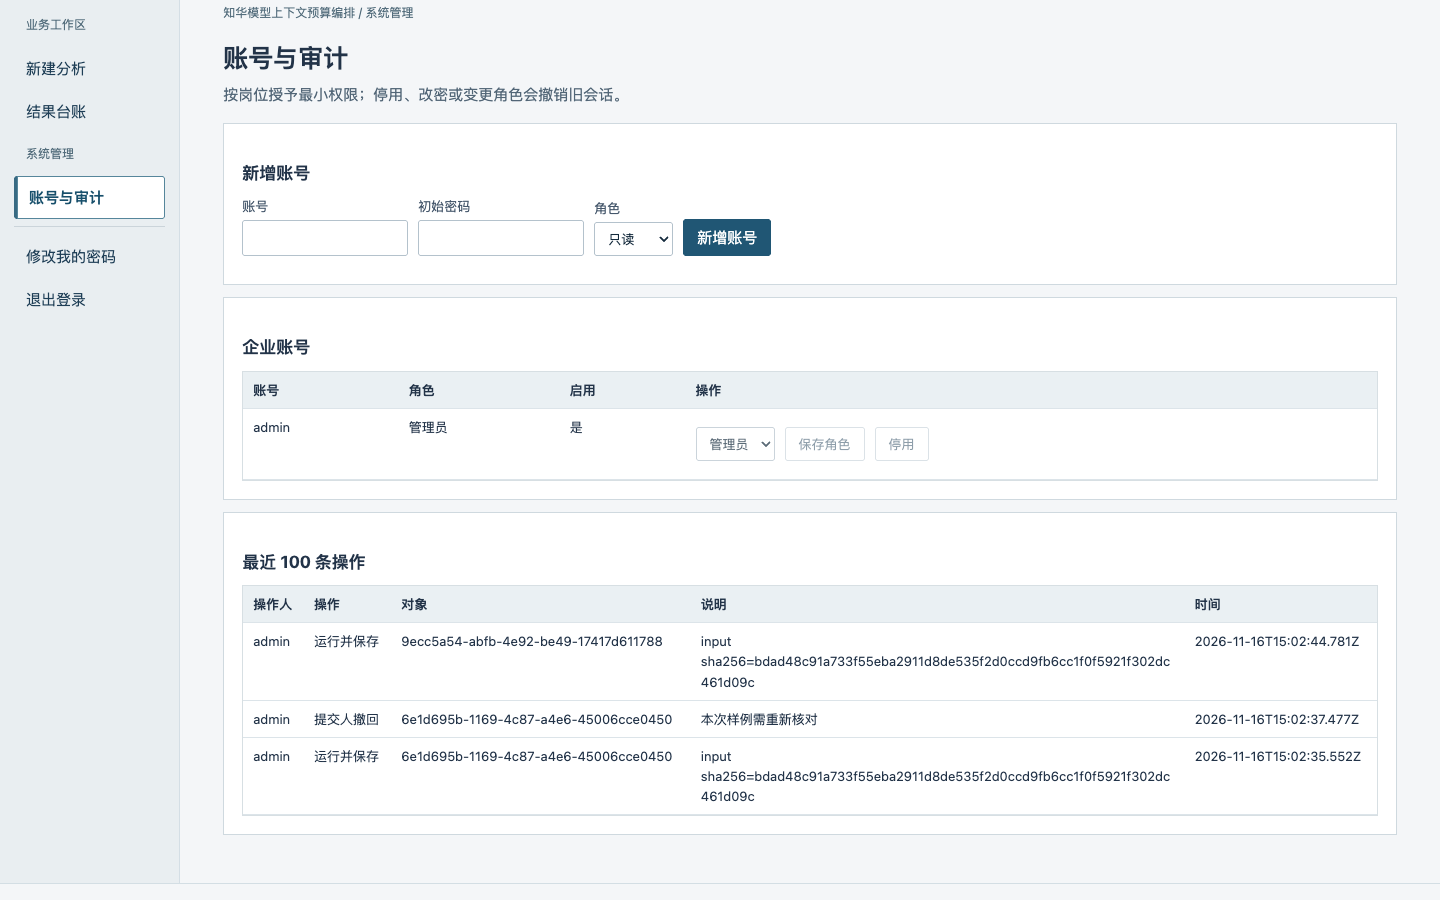 业务工作区
新建分析
结果台账
系统管理
账号与审计
修改我的密码
退出登录
知华模型上下文预算编排 / 系统管理
账号与审计
按岗位授予最小权限；停用、改密或变更角色会撤销旧会话。
新增账号
账号 初始密码 角色
只读 新增账号
企业账号
账号 角色 启用 操作
admin 管理员 是 管理员 保存角色 停用
最近 100 条操作
操作人 操作 对象 说明 时间
admin 运行并保存 9ecc5a54-abfb-4e92-be49-17417d611788 input 2026-11-16T15:02:44.781Z
sha256=bdad48c91a733f55eba2911d8de535f2d0ccd9fb6cc1f0f5921f302dc
461d09c
admin 提交人撤回 6e1d695b-1169-4c87-a4e6-45006cce0450 本次样例需重新核对 2026-11-16T15:02:37.477Z
admin 运行并保存 6e1d695b-1169-4c87-a4e6-45006cce0450 input 2026-11-16T15:02:35.552Z
sha256=bdad48c91a733f55eba2911d8de535f2d0ccd9fb6cc1f0f5921f302dc
461d09c